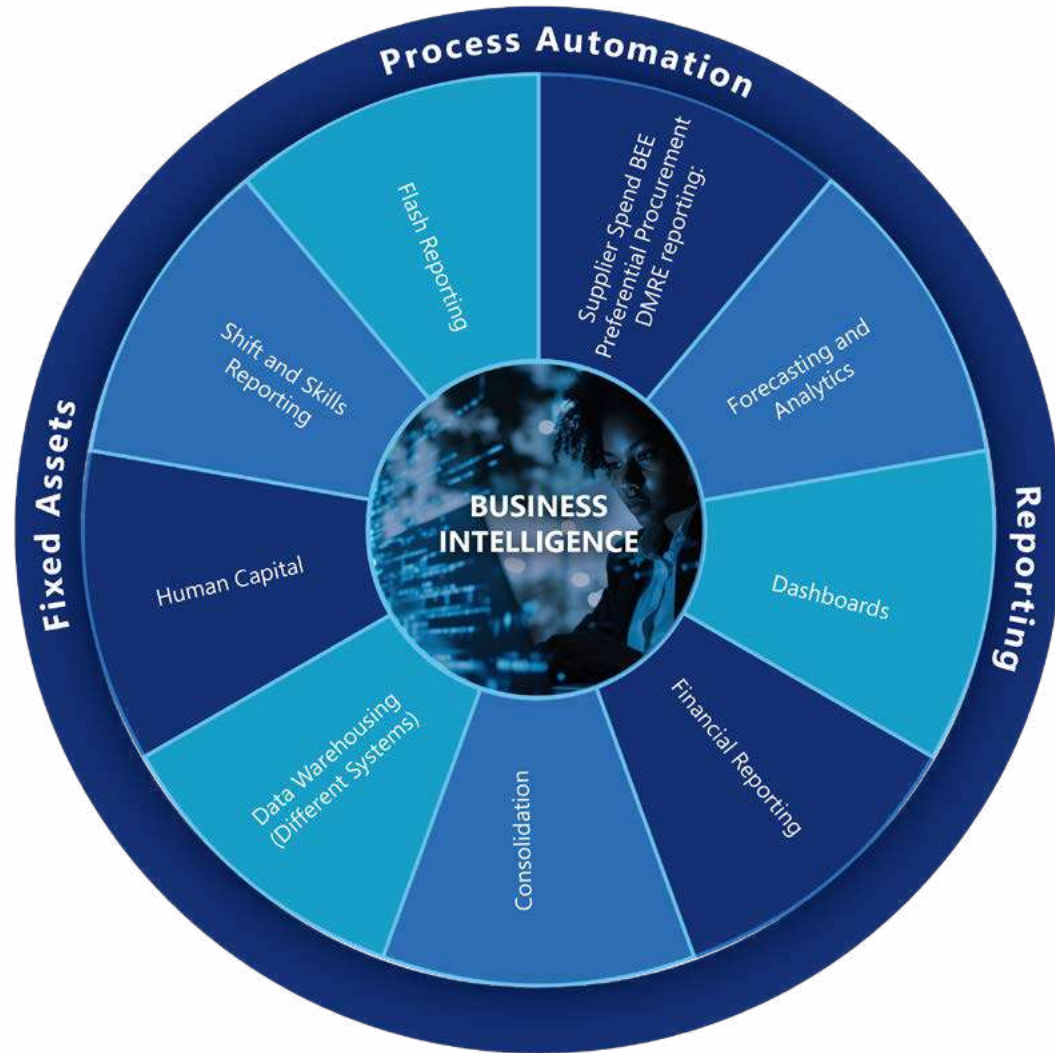 Process Automation
Supplier Spend BEE
Preferential Procurement
DMRE reporting:
Forecasting and
Analytics
Reporting
Dashboards
Financial Reporting
Consolidation
Data Warehousing
(Different Systems)
Human Capital
Fixed Assets
Shift and Skills
Reporting
Flash Reporting
BUSINESS
INTELLIGENCE